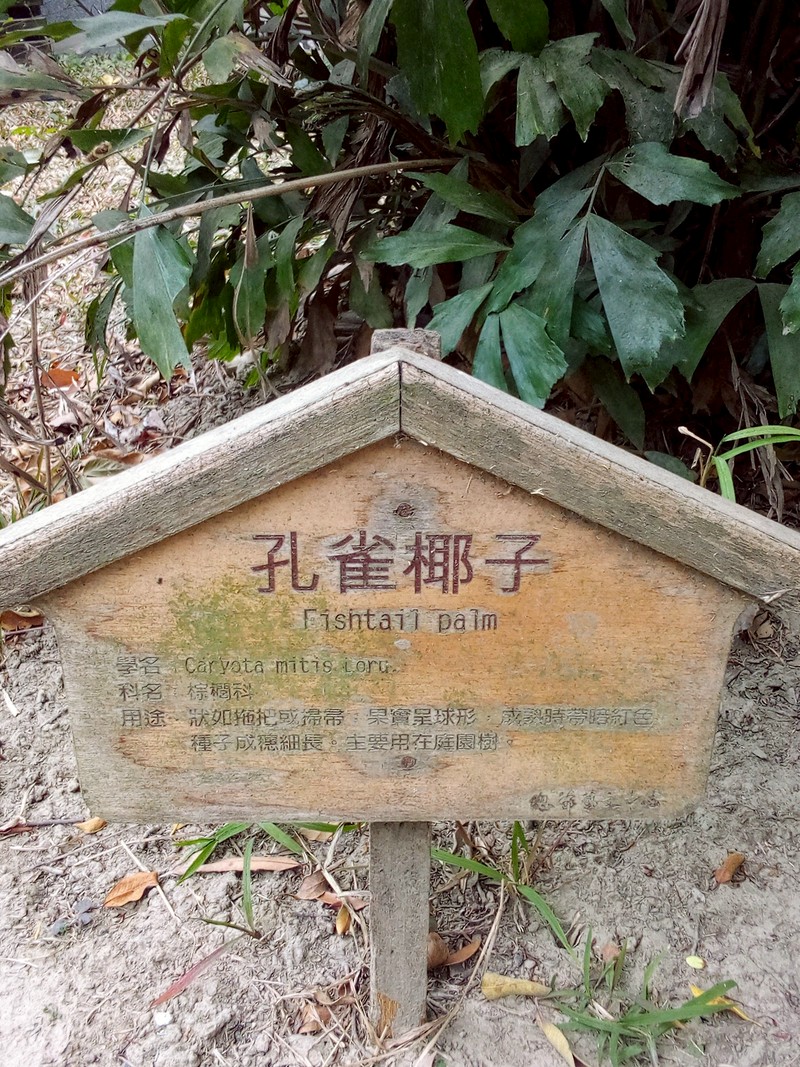 孔雀椰子
Fishtail palm
學名 Caryota mitis Loru.
科名 棕櫚科
用途 狀如拖把或掃帚 果實呈球形 成熟時帶暗紅色
種子成穗細長。主要用在庭園樹。